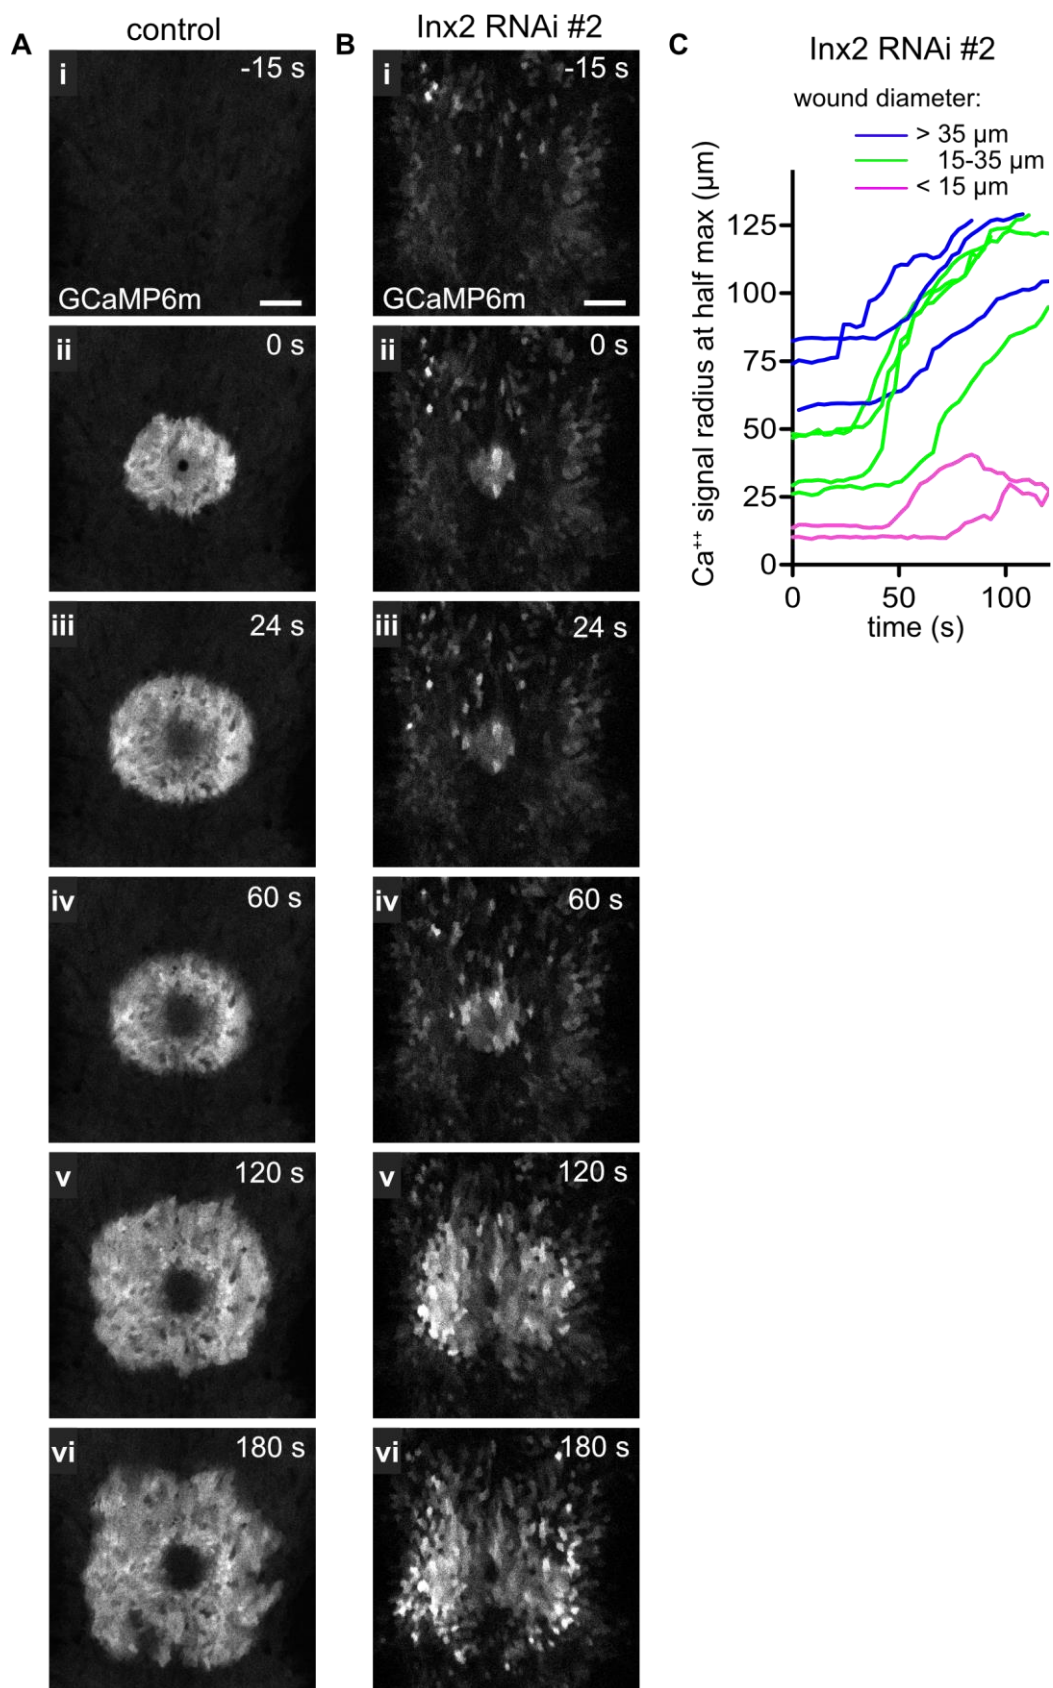 A
control
i
-15 s
GCaMP6m
ii
0 s
iii
24 s
iv
60 s
v
120 s
vi
180 s
B
Inx2 RNAi #2
i
-15 s
GCaMP6m
ii
0 s
iii
24 s
iv
60 s
v
120 s
vi
180 s
C
Inx2 RNAi #2
wound diameter:
> 35 µm
15-35 µm
< 15 µm
Ca++ signal radius at half max (µm)
125
100
75
50
25
0
0 50 100
time (s)